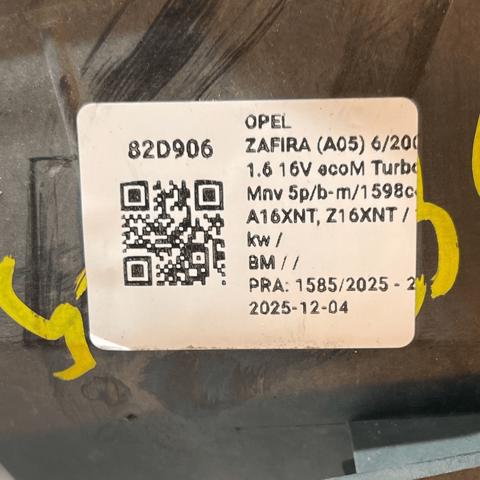 82D906
OPEL
ZAFIRA (A05) 6/200
1.6 16V ecoM Turbo
Mnv 5p/b-m/1598c
A16XNT, Z16XNT /
kw /
BM / /
PRA: 1585/2025 - 2
2025-12-04